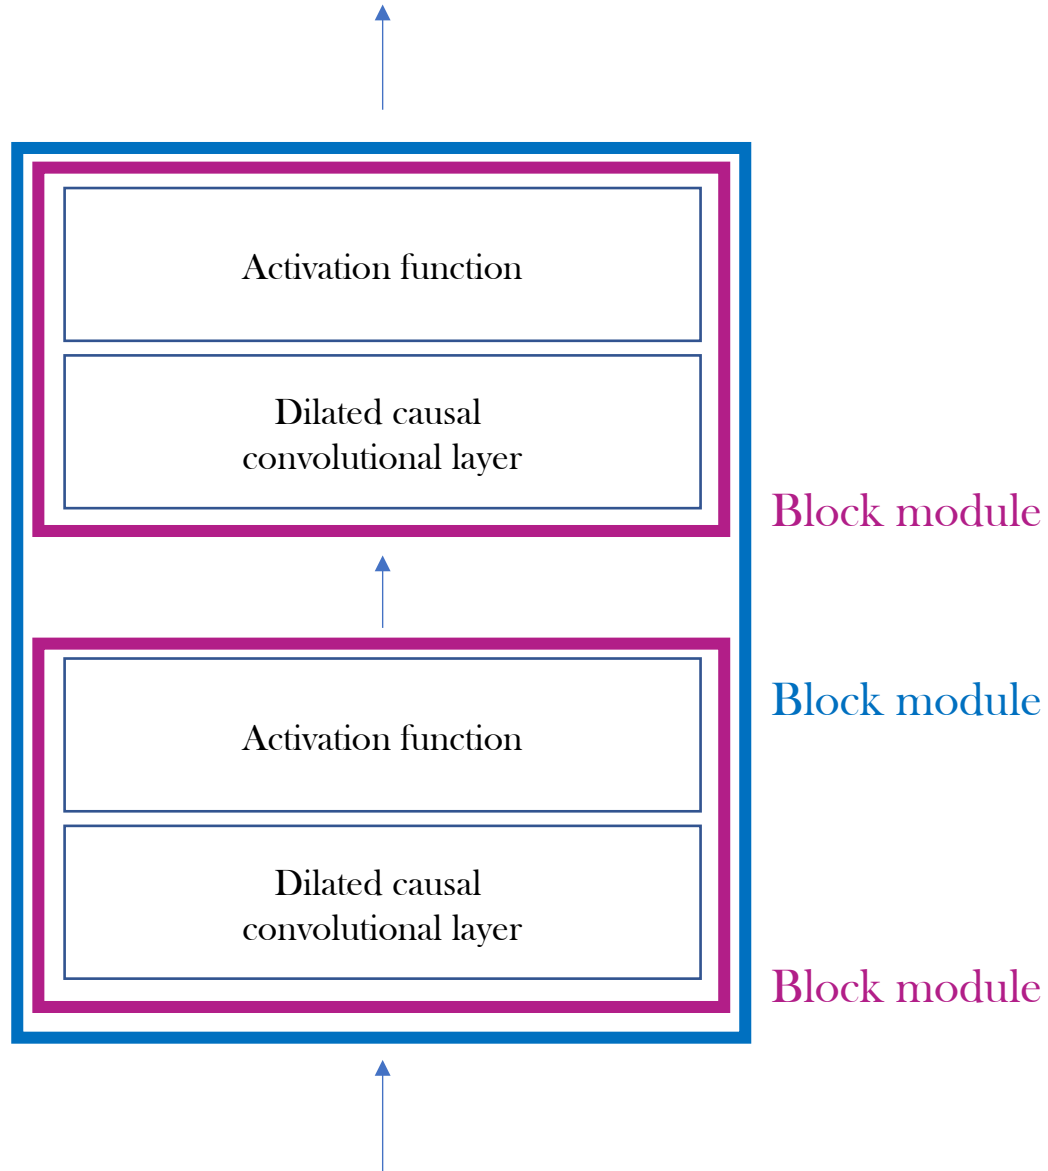 Activation function
Dilated causal
convolutional layer
Block module
Block module
Activation function
Dilated causal
convolutional layer
Block module